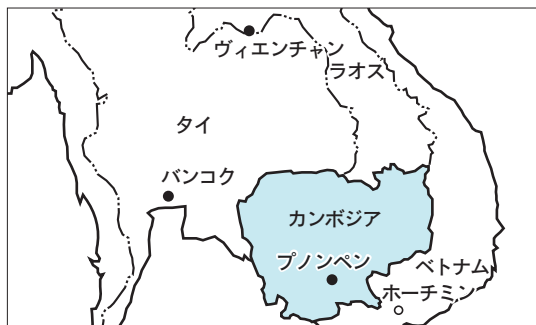 ヴィエンチャン
ラオス
タイ
バンコク
カンボジア
プノンペン
ベトナム
ホーチミン